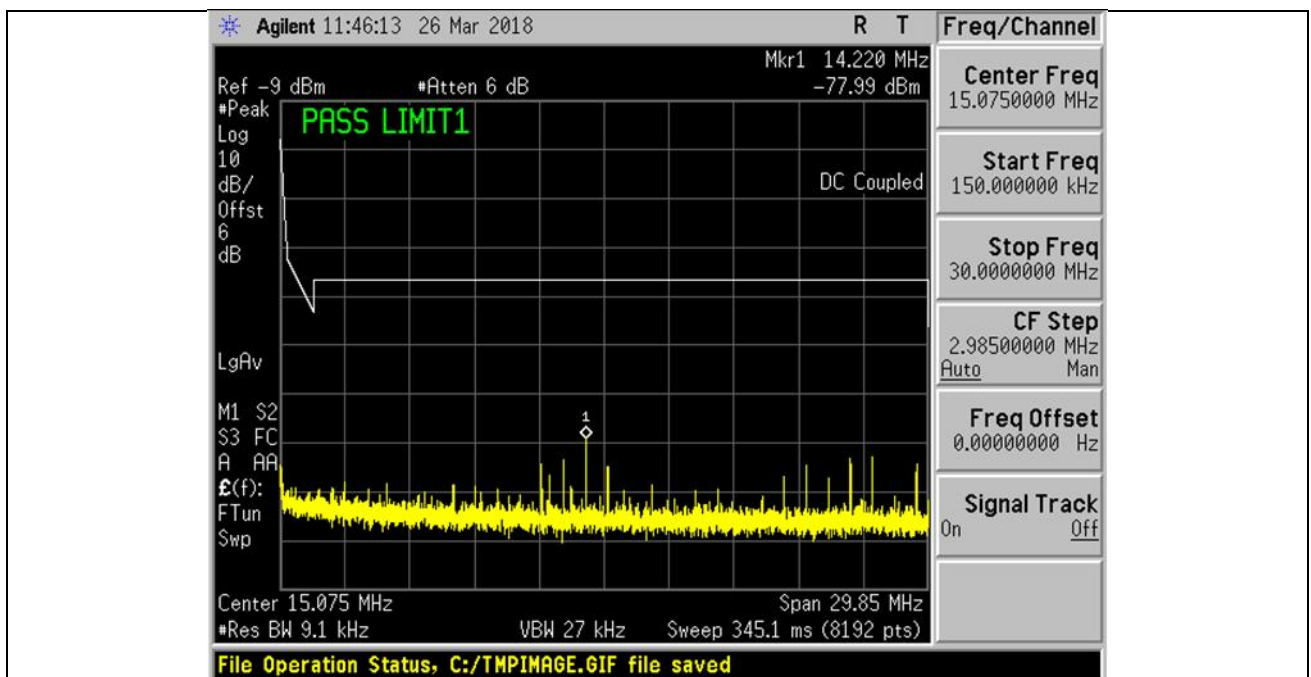 Agilent 11:46:13 26 Mar 2018 R T
Mkr1 14.220 MHz
Ref -9 dBm #Atten 6 dB -77.99 dBm
#Peak
Log
10
dB/
Offst
6
dB
PASS LIMIT1
DC Coupled
LgAv
M1 S2
S3 FC
A AA
£(f):
FTun
Swp
1
Center 15.075 MHz Span 29.85 MHz
#Res BW 9.1 kHz VBW 27 kHz Sweep 345.1 ms (8192 pts)
File Operation Status, C:/TMPIMAGE.GIF file saved
Freq/Channel
Center Freq
15.0750000 MHz
Start Freq
150.000000 kHz
Stop Freq
30.0000000 MHz
CF Step
2.98500000 MHz
Auto Man
Freq Offset
0.00000000 Hz
Signal Track
On Off